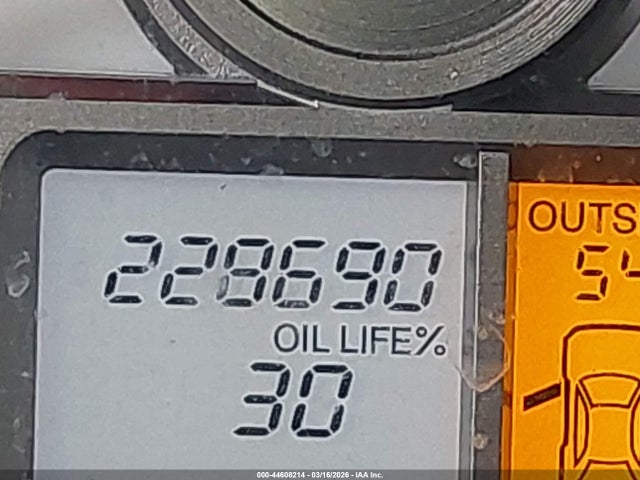 228690
OIL LIFE%
30
OUTS
54
000-44608214 - 03/16/2026 - IAA Inc.